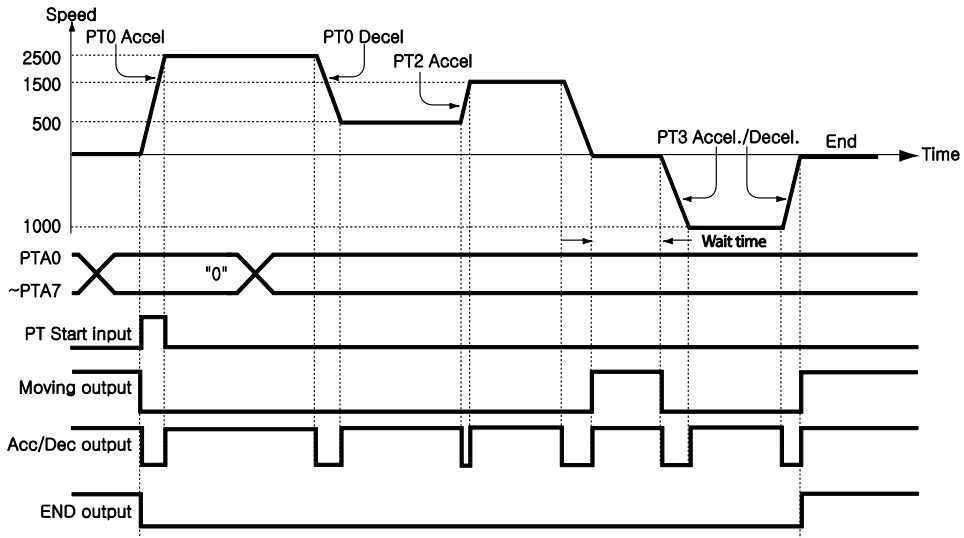 Speed
PT0 Accel
PT0 Decel
PT2 Accel
2500
1500
500
PT3 Accel./Decel.
End
Time
1000
Wait time
PTA0
"0"
~PTA7
PT Start input
Moving output
Acc/Dec output
END output